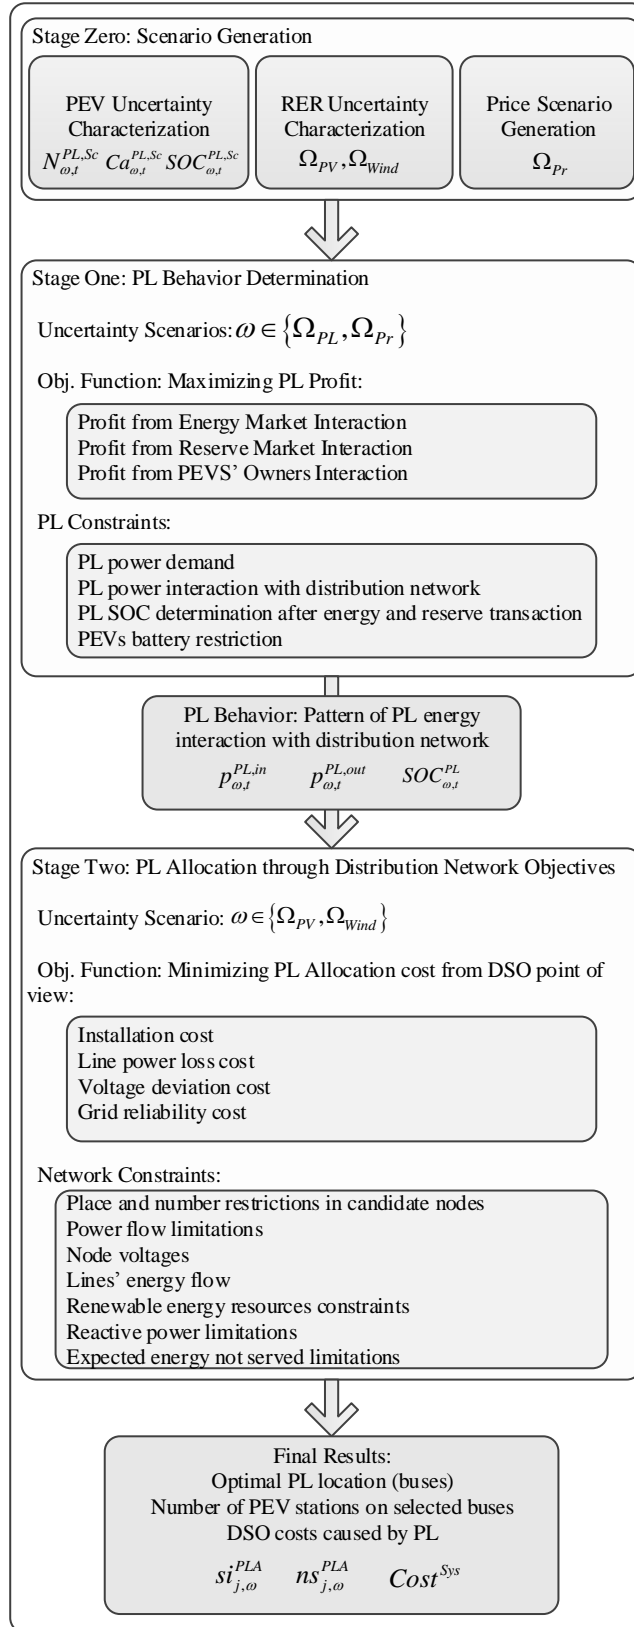 Stage Zero: Scenario Generation
PEV Uncertainty
Characterization
N_{ω,t}^{PL,Sc} Ca_{ω,t}^{PL,Sc} SOC_{ω,t}^{PL,Sc}
RER Uncertainty
Characterization
Ω_{PV}, Ω_{Wind}
Price Scenario
Generation
Ω_{Pr}
Stage One: PL Behavior Determination
Uncertainty Scenarios: ω ∈ {Ω_{PL}, Ω_{Pr}}
Obj. Function: Maximizing PL Profit:
Profit from Energy Market Interaction
Profit from Reserve Market Interaction
Profit from PEVS’ Owners Interaction
PL Constraints:
PL power demand
PL power interaction with distribution network
PL SOC determination after energy and reserve transaction
PEVs battery restriction
PL Behavior: Pattern of PL energy
interaction with distribution network
p_{ω,t}^{PL,in} p_{ω,t}^{PL,out} SOC_{ω,t}^{PL}
Stage Two: PL Allocation through Distribution Network Objectives
Uncertainty Scenario: ω ∈ {Ω_{PV}, Ω_{Wind}}
Obj. Function: Minimizing PL Allocation cost from DSO point of
view:
Installation cost
Line power loss cost
Voltage deviation cost
Grid reliability cost
Network Constraints:
Place and number restrictions in candidate nodes
Power flow limitations
Node voltages
Lines’ energy flow
Renewable energy resources constraints
Reactive power limitations
Expected energy not served limitations
Final Results:
Optimal PL location (buses)
Number of PEV stations on selected buses
DSO costs caused by PL
si_{j,ω}^{PLA} ns_{j,ω}^{PLA} Cost^{Sys}